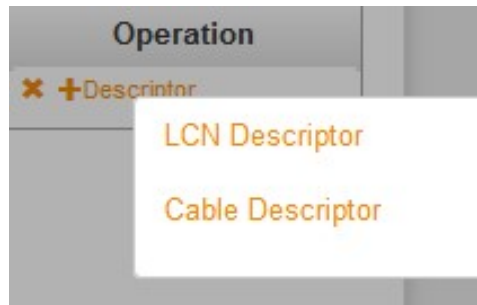 Operation
+Descriptor
LCN Descriptor
Cable Descriptor